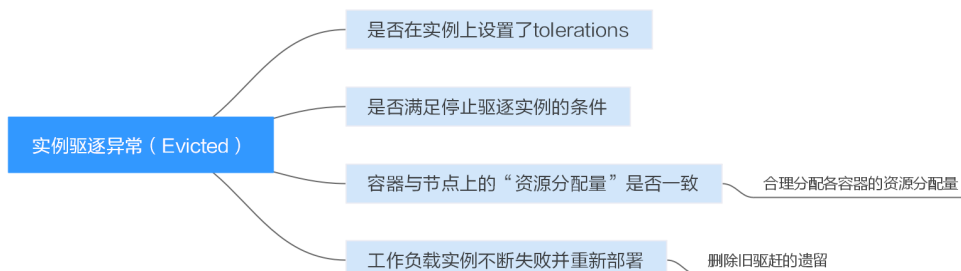 是否在实例上设置了tolerations
是否满足停止驱逐实例的条件
实例驱逐异常（Evicted）
容器与节点上的“资源分配量”是否一致
合理分配各容器的资源分配量
工作负载实例不断失败并重新部署
删除旧驱赶的遗留